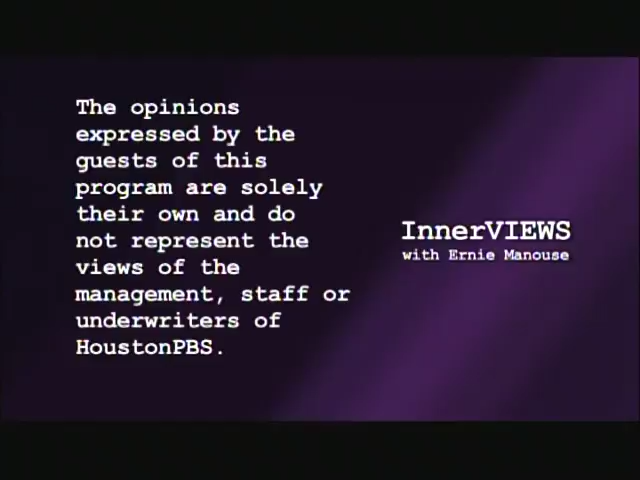 The opinions
expressed by the
guests of this
program are solely
their own and do
not represent the
views of the
management, staff or
underwriters of
HoustonPBS.
InnerVIEWS
with Ernie Manouse